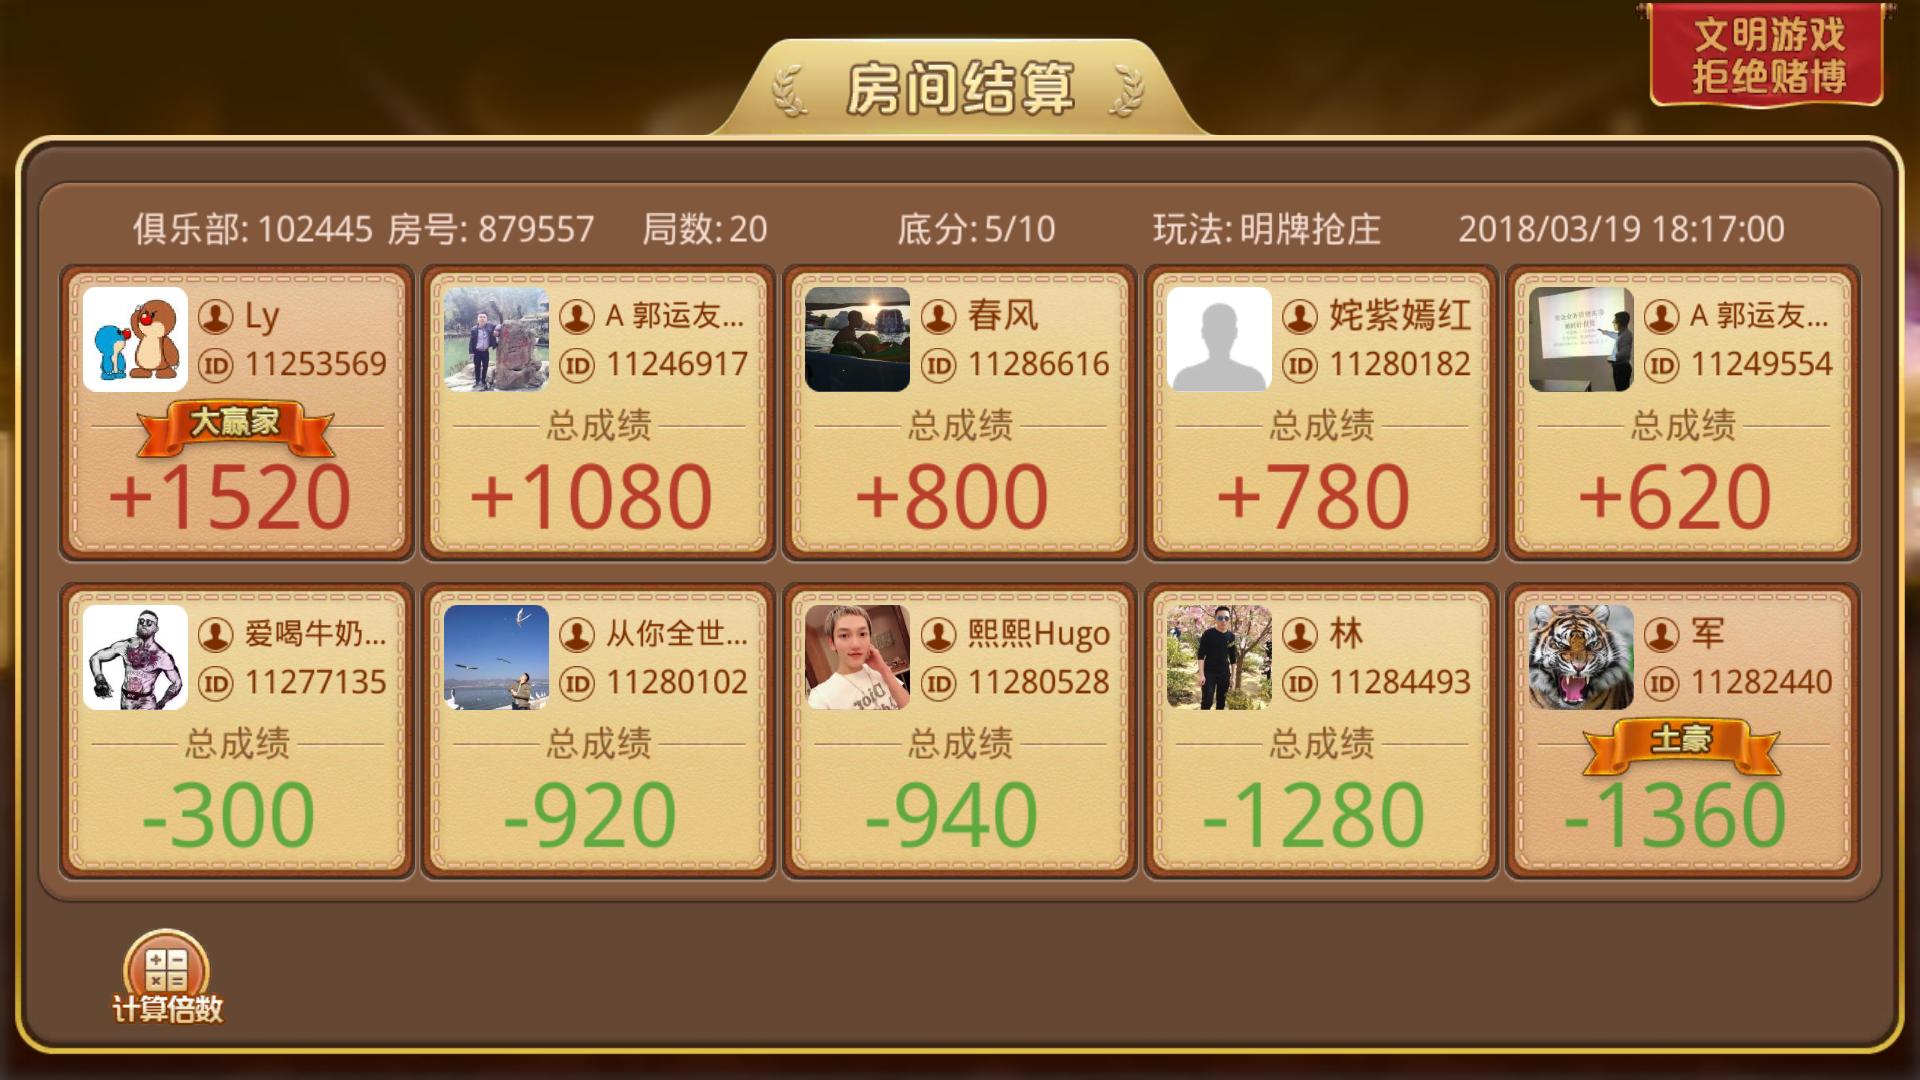 文明游戏
拒绝赌博
房间结算
俱乐部: 102445 房号: 879557 局数: 20 底分: 5/10 玩法: 明牌抢庄 2018/03/19 18:17:00
Ly
ID 11253569
大赢家
+1520
A 郭运友...
ID 11246917
总成绩
+1080
春风
ID 11286616
总成绩
+800
姹紫嫣红
ID 11280182
总成绩
+780
A 郭运友...
ID 11249554
总成绩
+620
爱喝牛奶...
ID 11277135
总成绩
-300
从你全世...
ID 11280102
总成绩
-920
熙熙Hugo
ID 11280528
总成绩
-940
林
ID 11284493
总成绩
-1280
军
ID 11282440
土豪
-1360
计算倍数